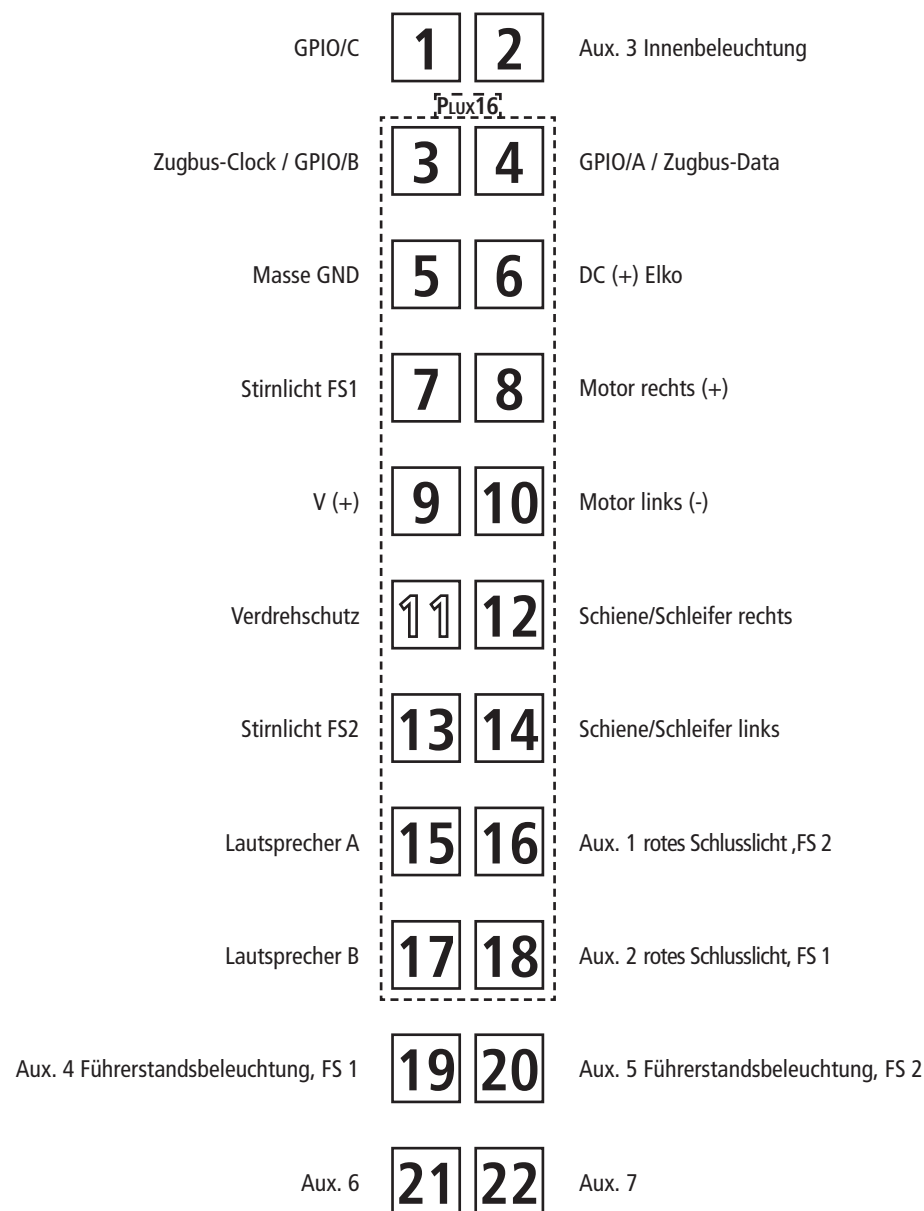 GPIO/C 1 2 Aux. 3 Innenbeleuchtung
PLUX16
Zugbus-Clock / GPIO/B 3 4 GPIO/A / Zugbus-Data
Masse GND 5 6 DC (+) Elko
Stirnlicht FS1 7 8 Motor rechts (+)
V (+) 9 10 Motor links (-)
Verdrehschutz 11 12 Schiene/Schleifer rechts
Stirnlicht FS2 13 14 Schiene/Schleifer links
Lautsprecher A 15 16 Aux. 1 rotes Schlusslicht ,FS 2
Lautsprecher B 17 18 Aux. 2 rotes Schlusslicht, FS 1
Aux. 4 Führerstandsbeleuchtung, FS 1 19 20 Aux. 5 Führerstandsbeleuchtung, FS 2
Aux. 6 21 22 Aux. 7